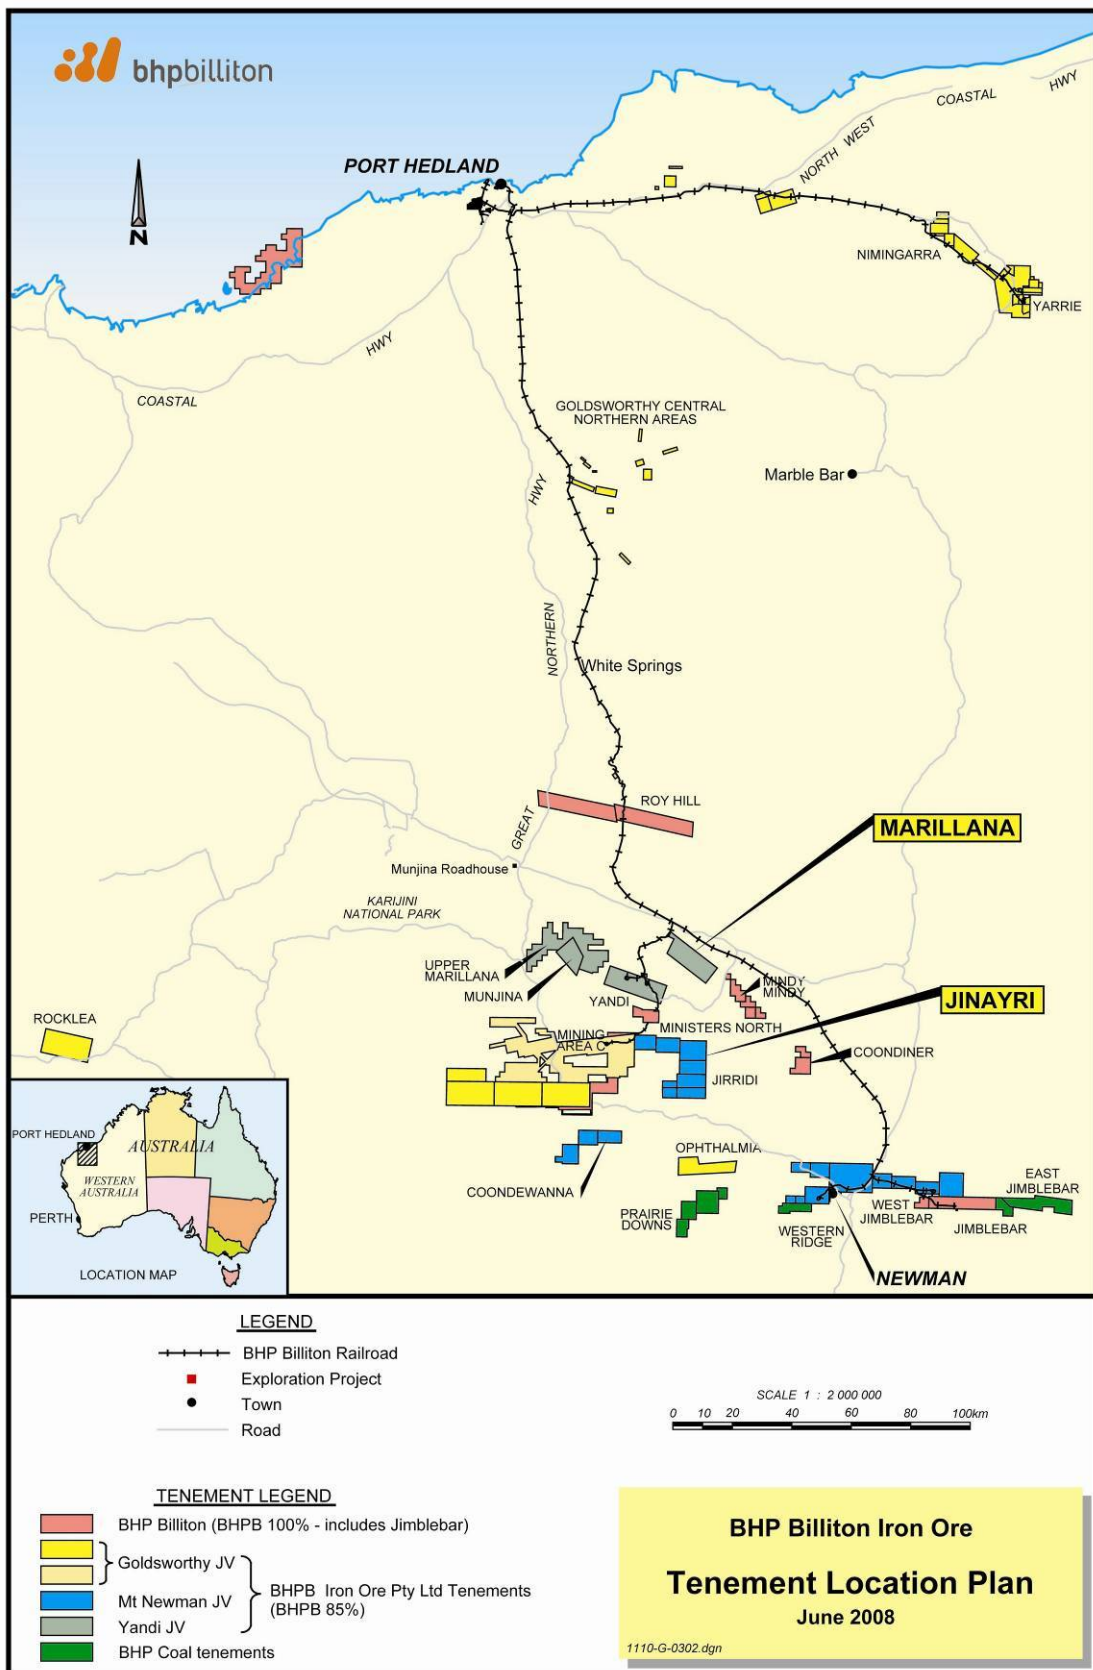 bhpbilliton
PORT HEDLAND
N
NORTH WEST
COASTAL
HWY
NIMINGARRA
YARRIE
HWY
COASTAL
GOLDSWORTHY CENTRAL
NORTHERN AREAS
Marble Bar
HWY
NORTHERN
White Springs
ROY HILL
GREAT
MARILLANA
Munjina Roadhouse
KARIJINI
NATIONAL PARK
UPPER
MARILLANA
MUNJINA
YANDI
MINDY
MINDY
JINAYRI
ROCKLEA
MINISTERS NORTH
MINING
AREA C
COONDINER
JIRRIDI
OPHTHALMIA
COONDEWANNA
PRAIRIE
DOWNS
WESTERN
RIDGE
WEST
JIMBLEBAR
JIMBLEBAR
EAST
JIMBLEBAR
NEWMAN
PORT HEDLAND
AUSTRALIA
WESTERN
AUSTRALIA
PERTH
LOCATION MAP
LEGEND
BHP Billiton Railroad
Exploration Project
Town
Road
SCALE 1 : 2 000 000
0 10 20 40 60 80 100km
TENEMENT LEGEND
BHP Billiton (BHPB 100% - includes Jimblebar)
Goldsworthy JV
Mt Newman JV
Yandi JV
BHPB Iron Ore Pty Ltd Tenements
(BHPB 85%)
BHP Coal tenements
BHP Billiton Iron Ore
Tenement Location Plan
June 2008
1110-G-0302.dgn